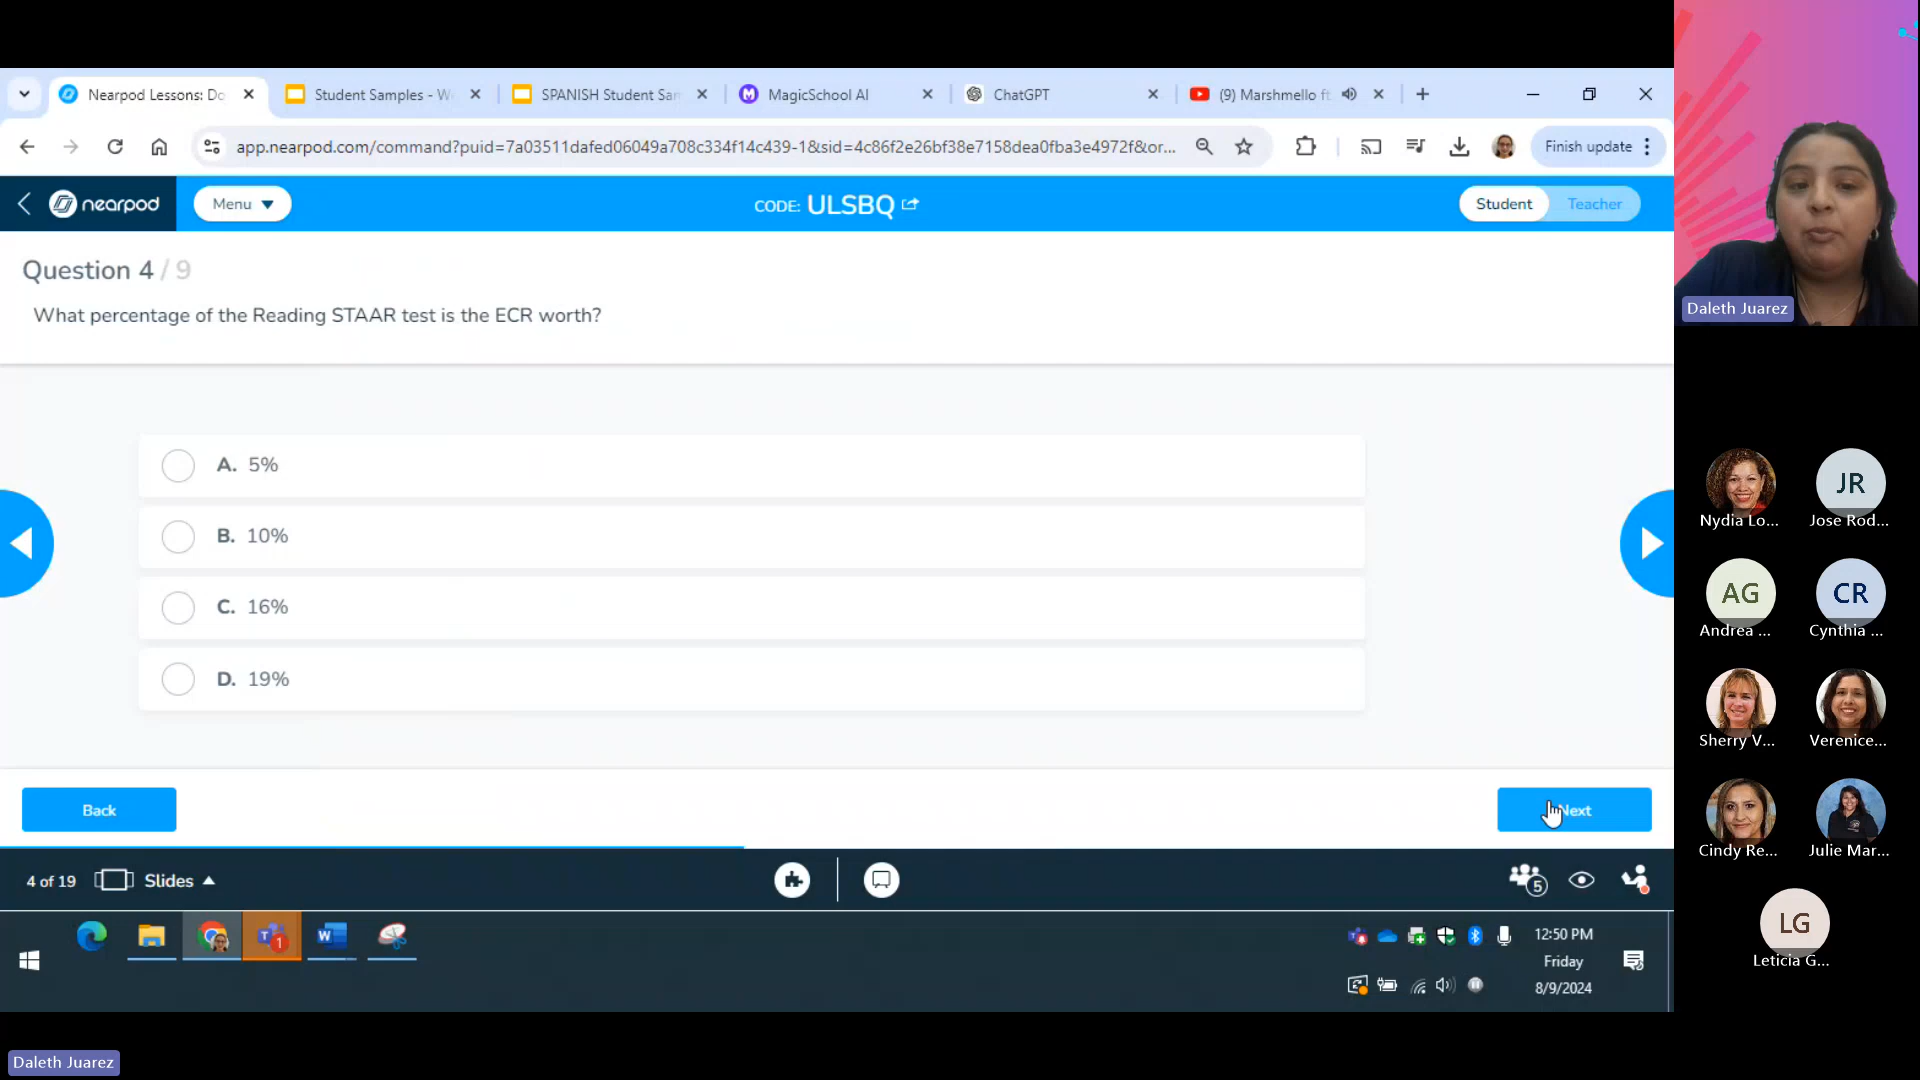 Nearpod Lessons: Do
Student Samples - W
SPANISH Student Sam
MagicSchool AI
ChatGPT
(9) Marshmello ft
app.nearpod.com/command?puid=7a03511dafed06049a708c334f14c439-1&sid=4c86f2e26bf38e7158dea0fba3e4972f&or...
Finish update
nearpod
Menu
CODE: ULSBQ
Student
Teacher
Question 4 / 9
What percentage of the Reading STAAR test is the ECR worth?
A. 5%
B. 10%
C. 16%
D. 19%
Back
Next
4 of 19
Slides
5
1
W
12:50 PM
Friday
8/9/2024
Daleth Juarez
Daleth Juarez
Nydia Lo...
JR
Jose Rod...
AG
Andrea ...
CR
Cynthia ...
Sherry V...
Verenice...
Cindy Re...
Julie Mar...
LG
Leticia G...